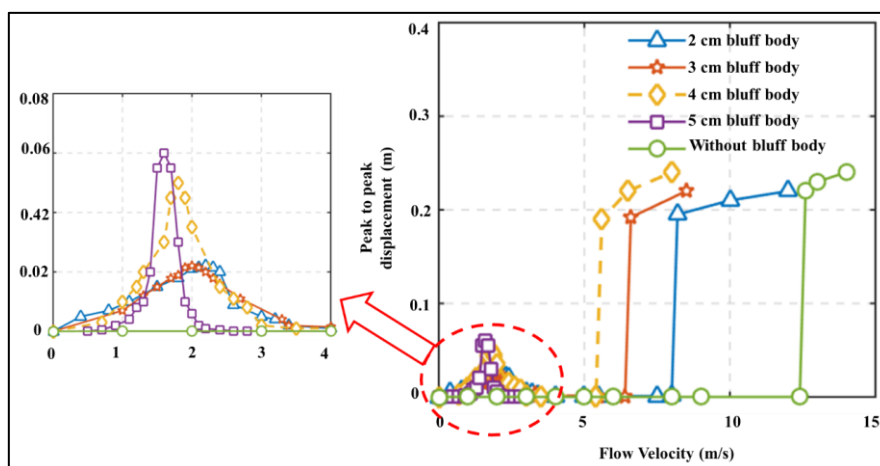 0.08
0.06
0.42
0.02
0
0
1
2
3
4
0.4
0.3
0.2
0.1
0
Peak to peak
displacement (m)
2 cm bluff body
3 cm bluff body
4 cm bluff body
5 cm bluff body
Without bluff body
0
5
10
15
Flow Velocity (m/s)